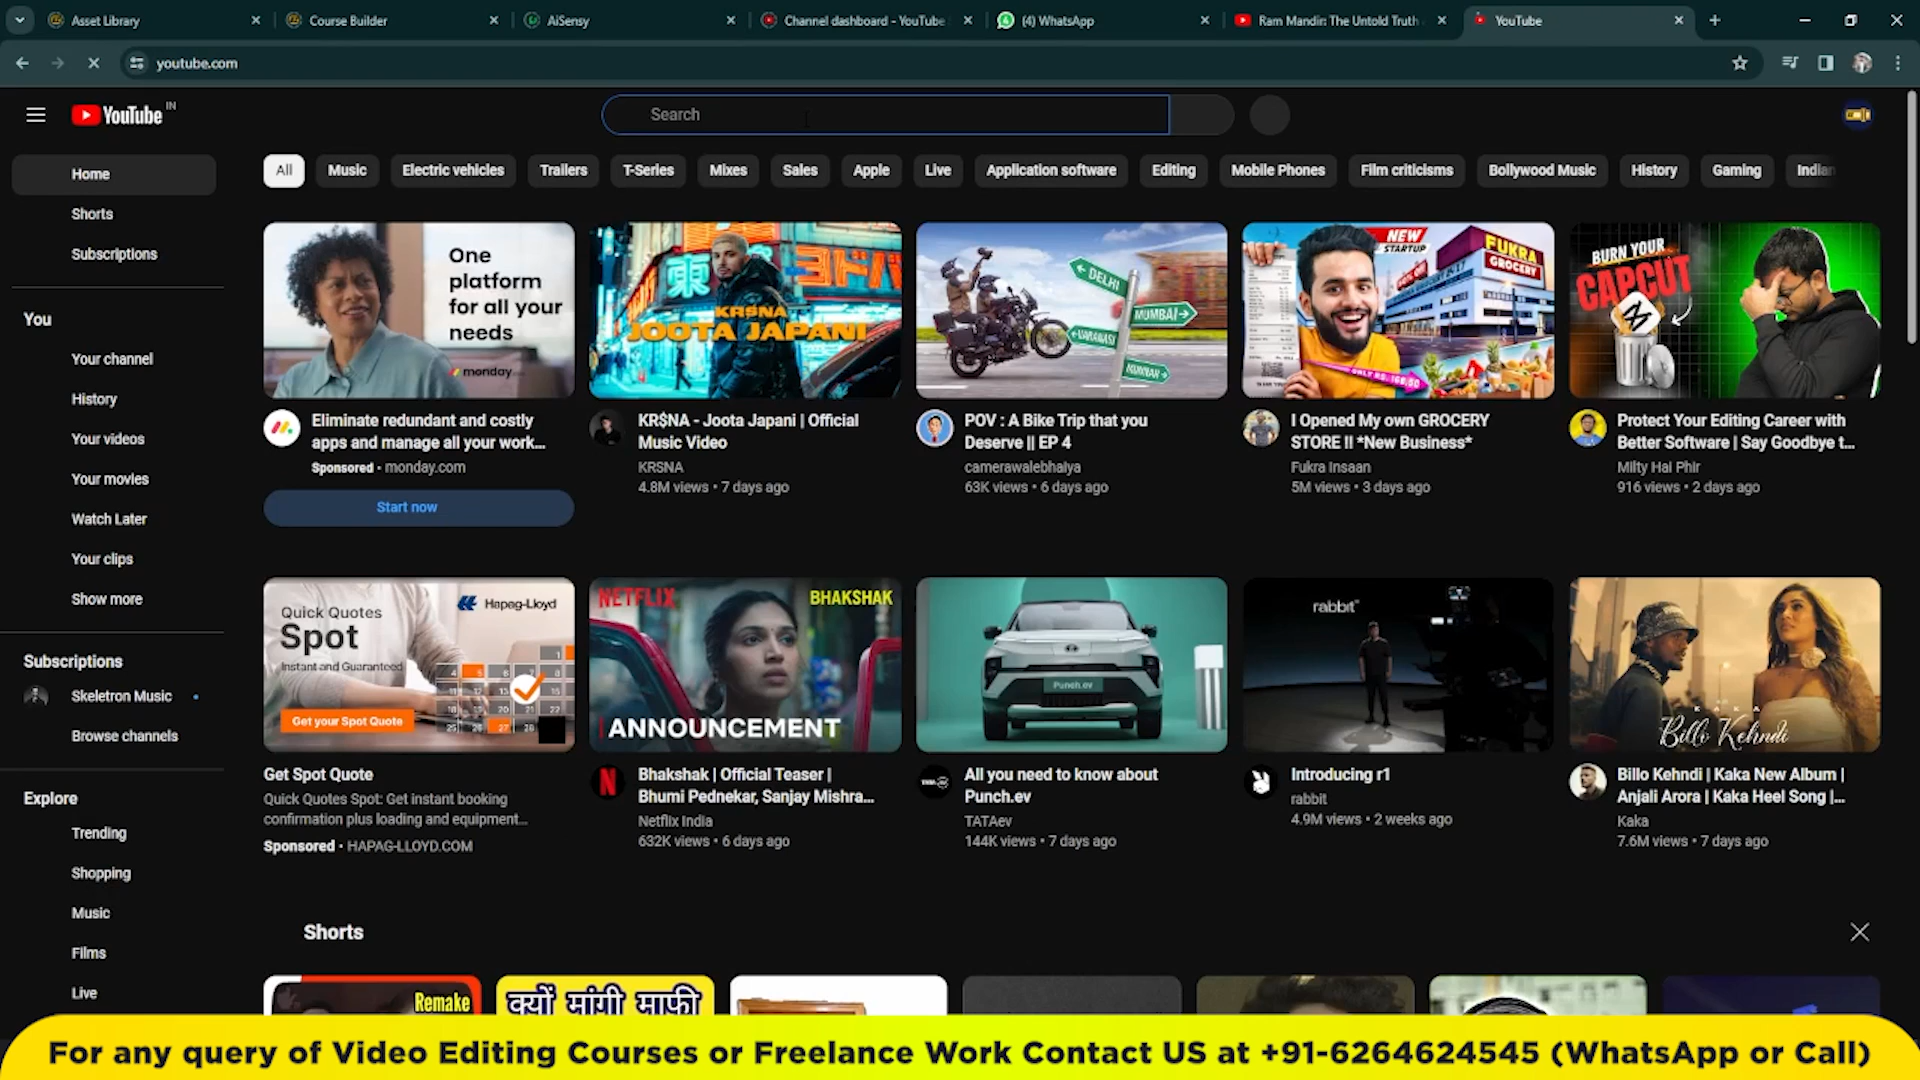 Asset Library
Course Builder
AiSensy
Channel dashboard - YouTube
(4) WhatsApp
Ram Mandir: The Untold Truth
YouTube
youtube.com
YouTube IN
Search
All
Music
Electric vehicles
Trailers
T-Series
Mixes
Sales
Apple
Live
Application software
Editing
Mobile Phones
Film criticisms
Bollywood Music
History
Gaming
Indian
Home
Shorts
Subscriptions
You
Your channel
History
Your videos
Your movies
Watch Later
Your clips
Show more
Subscriptions
Skeletron Music
Browse channels
Explore
Trending
Shopping
Music
Films
Live
One
platform
for all your
needs
monday
Eliminate redundant and costly
apps and manage all your work...
Sponsored • monday.com
Start now
東
ヨドバ
KR$NA
JOOTA JAPANI
KR$NA - Joota Japani | Official
Music Video
KRSNA
4.8M views • 7 days ago
DELHI
MUMBAI
VARANASI
POV : A Bike Trip that you
Deserve || EP 4
camerawalebhaiya
63K views • 6 days ago
NEW
STARTUP
FUKRA
GROCERY
ONLY RS. 168.50
I Opened My own GROCERY
STORE !! *New Business*
Fukra Insaan
5M views • 3 days ago
BURN YOUR
CAPCUT
Protect Your Editing Career with
Better Software | Say Goodbye t...
Milty Hai Phir
916 views • 2 days ago
Quick Quotes
Spot
Instant and Guaranteed
Get your Spot Quote
Hapag-Lloyd
Get Spot Quote
Quick Quotes Spot: Get instant booking
confirmation plus loading and equipment...
Sponsored • HAPAG-LLOYD.COM
NETFLIX
BHAKSHAK
ANNOUNCEMENT
Bhakshak | Official Teaser |
Bhumi Pednekar, Sanjay Mishra...
Netflix India
632K views • 6 days ago
Punch.ev
All you need to know about
Punch.ev
TATAev
144K views • 7 days ago
rabbit
Introducing r1
rabbit
4.9M views • 2 weeks ago
KAKA
Billo Kehndi
Billo Kehndi | Kaka New Album |
Anjali Arora | Kaka Heel Song |...
Kaka
7.6M views • 7 days ago
Shorts
Remake
क्यों मांगी माफी
For any query of Video Editing Courses or Freelance Work Contact US at +91-6264624545 (WhatsApp or Call)